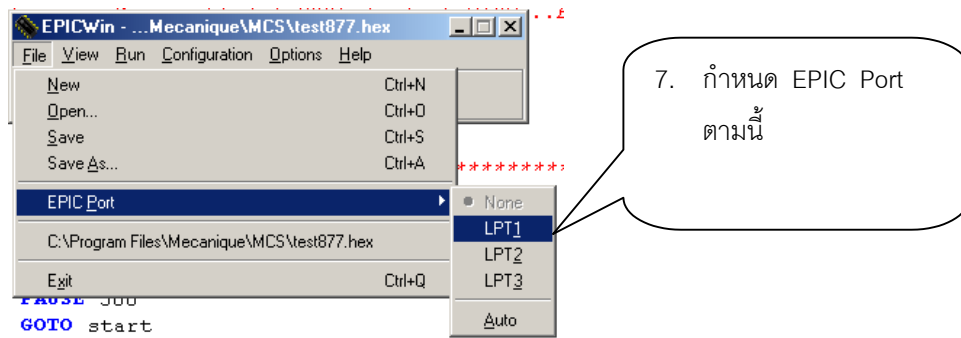 EPICWin - ...Mecanique\MCS\test877.hex
File View Run Configuration Options Help
New Ctrl+N
Open... Ctrl+O
Save Ctrl+S
Save As... Ctrl+A
EPIC Port
None
LPT1
LPT2
LPT3
Auto
C:\Program Files\Mecanique\MCS\test877.hex
Exit Ctrl+Q
GOTO start
7. กำหนด EPIC Port
ตามนี้